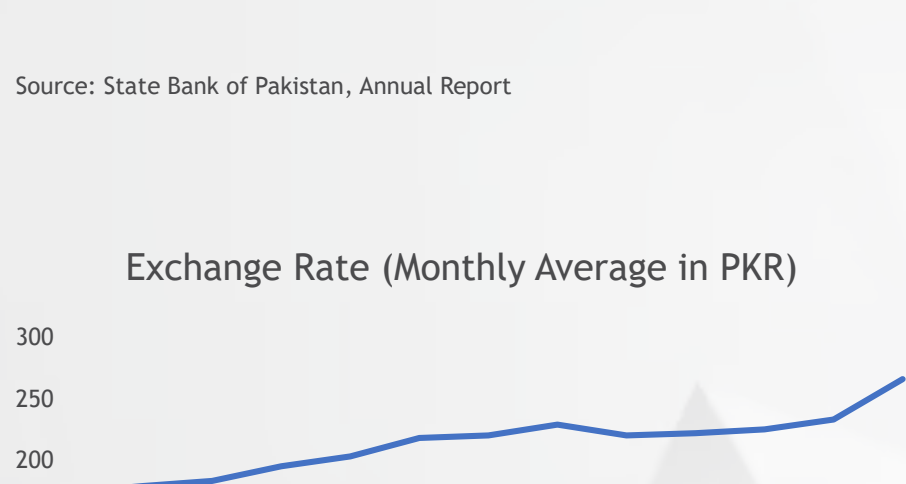 Source: State Bank of Pakistan, Annual Report
Exchange Rate (Monthly Average in PKR)
300
250
200